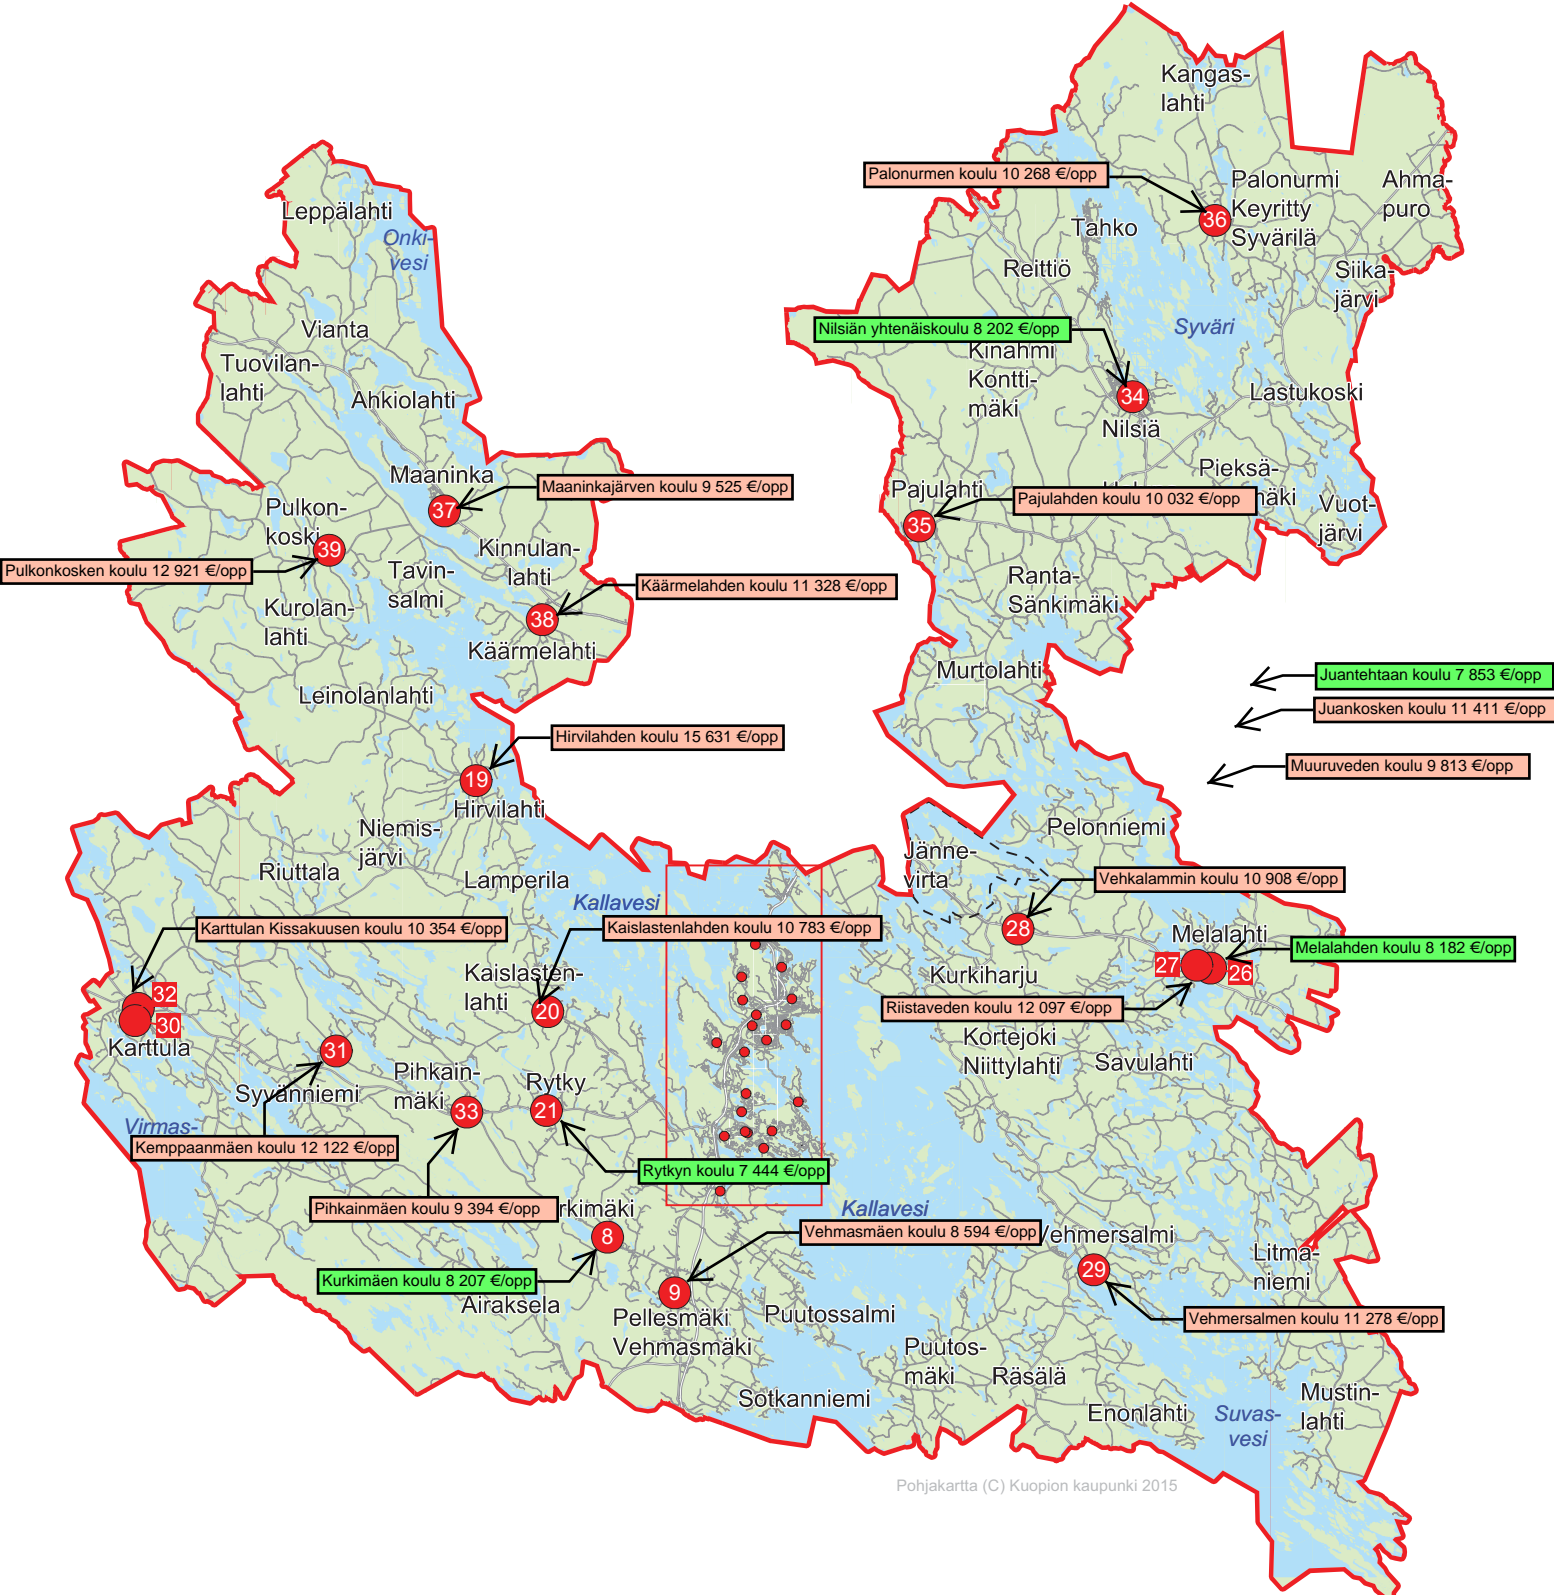 Kangas-
lahti
Palonurmen koulu 10 268 €/opp
Palonurmi
Keyritty
Syvärilä
36
Ahma-
puro
Tahko
Reittiö
Siika-
järvi
Leppälahti
Onki-
vesi
Vianta
Tuovilan-
lahti
Ahkiolahti
Nilsiän yhtenäiskoulu 8 202 €/opp
Syväri
Kinahmi
Kontti-
mäki
34
Nilsiä
Lastukoski
Maaninka
37
Maaninkajärven koulu 9 525 €/opp
Pajulahti
35
Pajulahden koulu 10 032 €/opp
Pieksä-
mäki
Vuot-
järvi
Pulkon-
koski
39
Pulkonkosken koulu 12 921 €/opp
Kinnulan-
lahti
Tavin-
salmi
Kurolan-
lahti
38
Käärmelahden koulu 11 328 €/opp
Käärmelahti
Ranta-
Sänkimäki
Murtolahti
Leinolanlahti
Juantehtaan koulu 7 853 €/opp
Juankosken koulu 11 411 €/opp
Muuruveden koulu 9 813 €/opp
Hirvilahden koulu 15 631 €/opp
19
Hirvilahti
Niemis-
järvi
Riuttala
Lamperila
Kallavesi
Pelonniemi
Jänne-
virta
Vehkalammin koulu 10 908 €/opp
28
Karttulan Kissakuusen koulu 10 354 €/opp
Kaislastenlahden koulu 10 783 €/opp
Melalahti
Melalahden koulu 8 182 €/opp
27
26
Kurkiharju
Riistaveden koulu 12 097 €/opp
Kaislasten-
lahti
20
32
30
Karttula
Kortejoki
Niittylahti
Savulahti
31
Syvänniemi
Pihkain-
mäki
33
Rytky
21
Virmas-
Kemppaanmäen koulu 12 122 €/opp
Rytkyn koulu 7 444 €/opp
Pihkainmäen koulu 9 394 €/opp
rkimäki
8
Kallavesi
Vehmasmäen koulu 8 594 €/opp
Vehmersalmi
29
Litma-
niemi
Kurkimäen koulu 8 207 €/opp
Airaksela
9
Pellesmäki
Vehmasmäki
Puutossalmi
Vehmersalmen koulu 11 278 €/opp
Puutos-
mäki
Räsälä
Sotkanniemi
Enonlahti
Suvas-
vesi
Mustin-
lahti
Pohjakartta (C) Kuopion kaupunki 2015